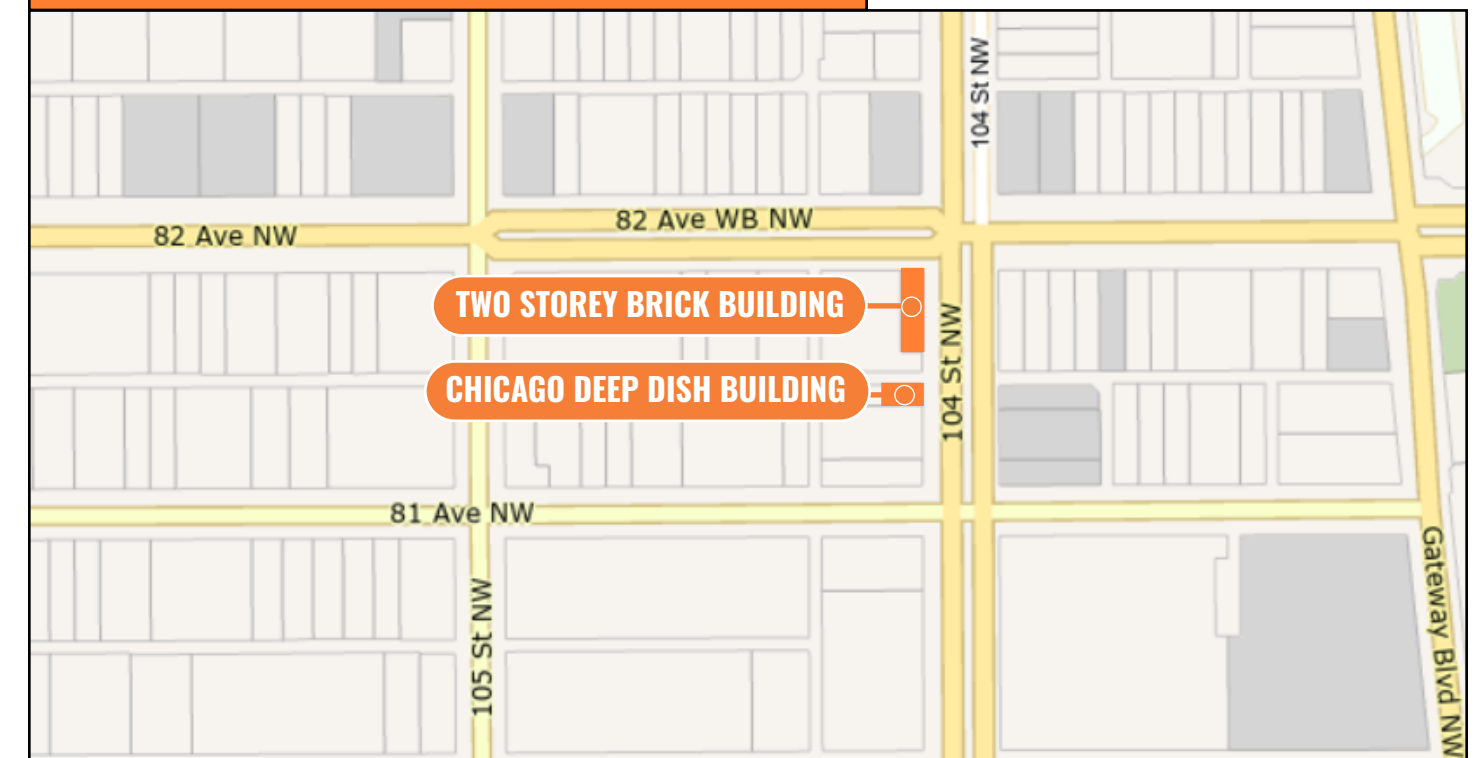 104 St NW
82 Ave WB NW
82 Ave NW
TWO STOREY BRICK BUILDING
104 St NW
CHICAGO DEEP DISH BUILDING
81 Ave NW
105 St NW
Gateway Blvd NW